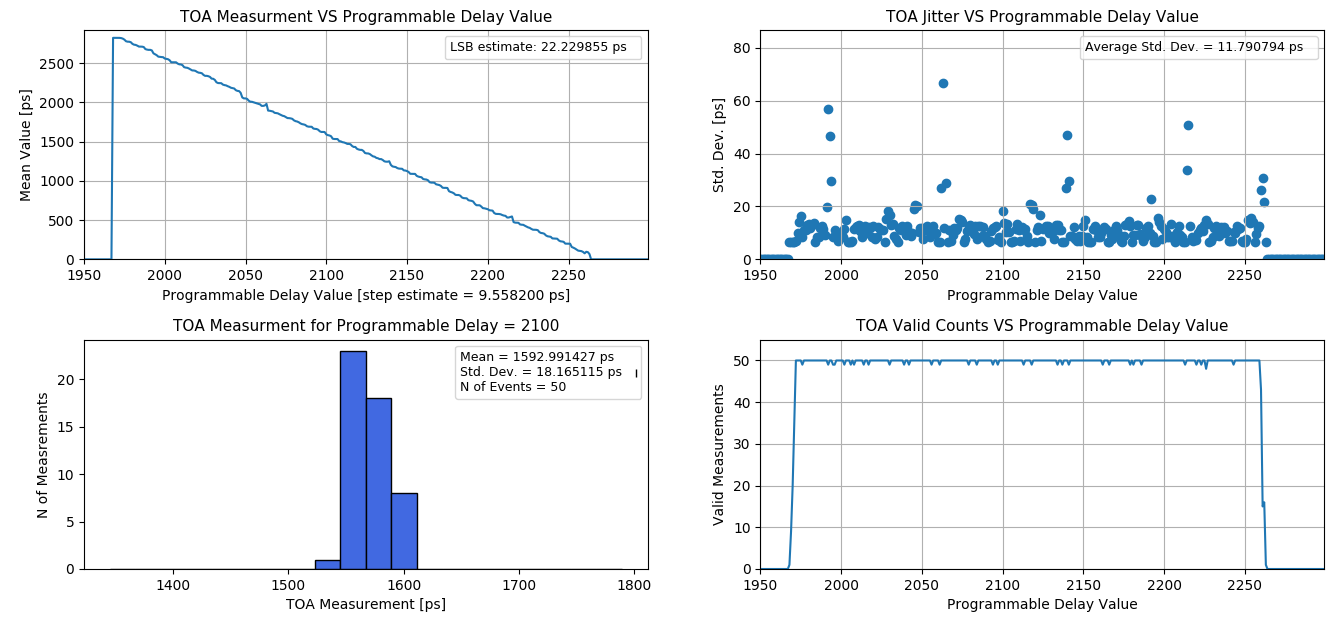 TOA Measurment VS Programmable Delay Value
LSB estimate: 22.229855 ps
Mean Value [ps]
2500
2000
1500
1000
500
0
1950 2000 2050 2100 2150 2200 2250
Programmable Delay Value [step estimate = 9.558200 ps]
TOA Jitter VS Programmable Delay Value
Average Std. Dev. = 11.790794 ps
Std. Dev. [ps]
80
60
40
20
0
1950 2000 2050 2100 2150 2200 2250
Programmable Delay Value
TOA Measurment for Programmable Delay = 2100
Mean = 1592.991427 ps
Std. Dev. = 18.165115 ps
N of Events = 50
N of Measrements
20
15
10
5
0
1400 1500 1600 1700 1800
TOA Measurement [ps]
TOA Valid Counts VS Programmable Delay Value
Valid Measurements
50
40
30
20
10
0
1950 2000 2050 2100 2150 2200 2250
Programmable Delay Value